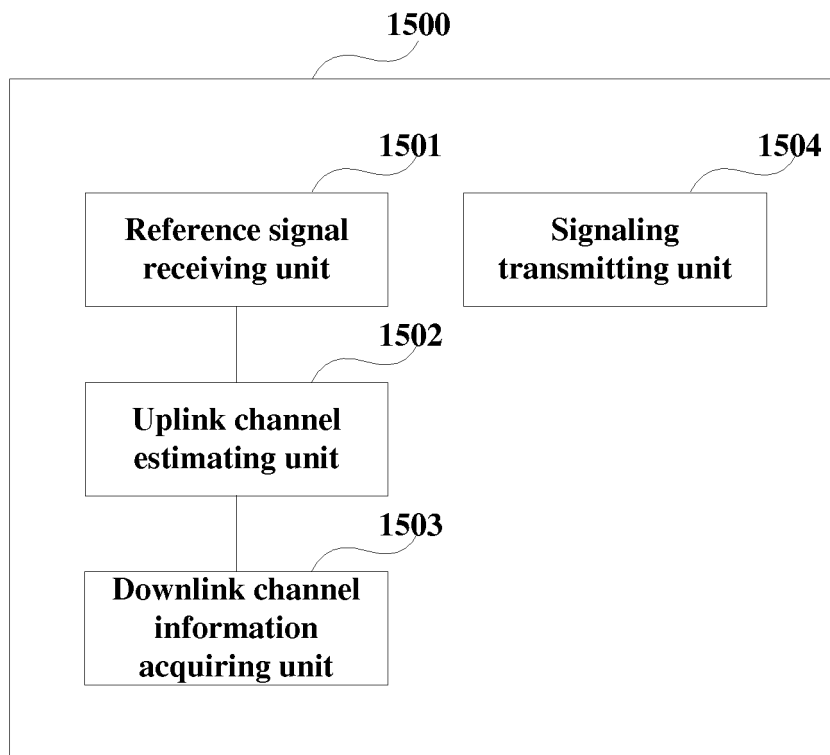 1500
1501
1504
Reference signal
receiving unit
Signaling
transmitting unit
1502
Uplink channel
estimating unit
1503
Downlink channel
information
acquiring unit